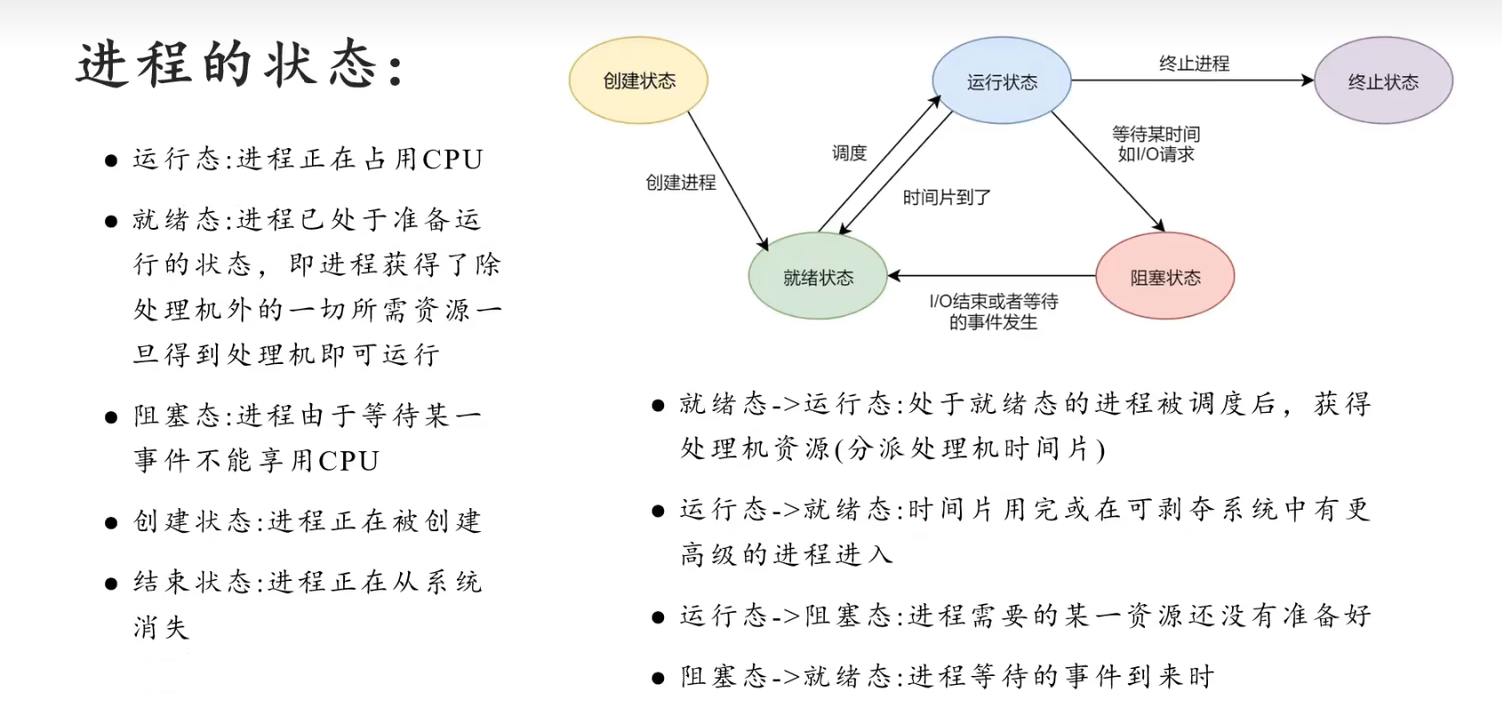 进程的状态:
● 运行态:进程正在占用CPU
● 就绪态:进程已处于准备运
行的状态，即进程获得了除
处理机外的一切所需资源一
旦得到处理机即可运行
● 阻塞态:进程由于等待某一
事件不能享用CPU
● 创建状态:进程正在被创建
● 结束状态:进程正在从系统
消失
创建状态
运行状态
终止状态
终止进程
等待某时间
如I/O请求
调度
创建进程
时间片到了
就绪状态
阻塞状态
I/O结束或者等待
的事件发生
● 就绪态->运行态:处于就绪态的进程被调度后，获得
处理机资源(分派处理机时间片)
● 运行态->就绪态:时间片用完或在可剥夺系统中有更
高级的进程进入
● 运行态->阻塞态:进程需要的某一资源还没有准备好
● 阻塞态->就绪态:进程等待的事件到来时